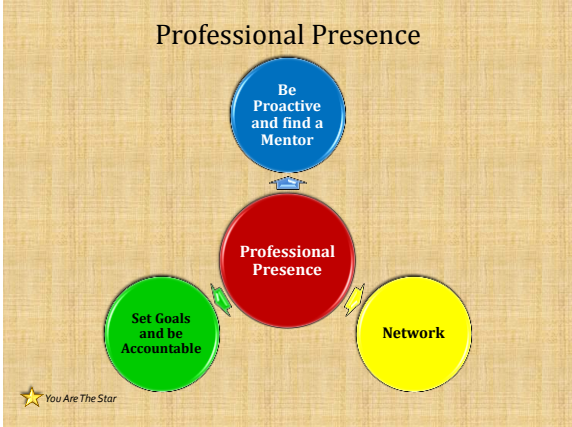 Professional Presence
Be
Proactive
and find a
Mentor
Professional
Presence
Set Goals
and be
Accountable
Network
You Are The Star